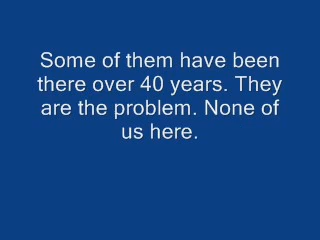 Some of them have been
there over 40 years. They
are the problem. None of
us here.